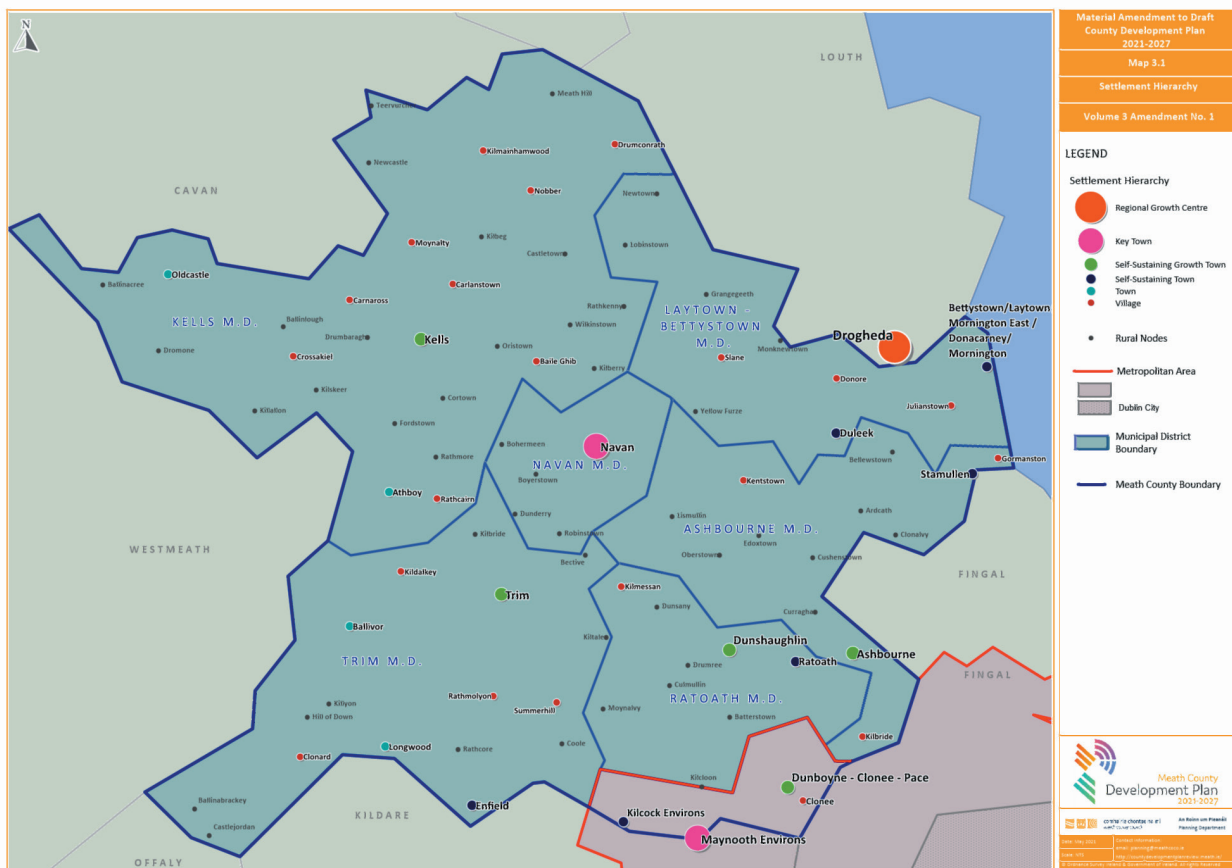 N
LOUTH
CAVAN
WESTMEATH
OFFALY
KILDARE
FINGAL
FINGAL
KELLS M.D.
LAYTOWN -
BETTYSTOWN
M.D.
NAVAN M.D.
ASHBOURNE M.D.
TRIM M.D.
RATOATH M.D.
Meath Hill
Kilmainhamwood
Drumconrath
Newcastle
Nobber
Newtown
Moynalty
Kilbeg
Castletown
Lobinstown
Oldcastle
Ballinacree
Carlanstown
Carnaross
Grangegeeth
Rathkenny
Ballinlough
Wilkinstown
Drumbaragh
Kells
Oristown
Dromone
Crossakiel
Baile Ghib
Kilberry
Slane
Monknewtown
Drogheda
Bettystown/Laytown
Mornington East /
Donacarney/
Mornington
Donore
Kilskeer
Cortown
Julianstown
Killallon
Fordstown
Yellow Furze
Duleek
Bohermeen
Navan
Bellewstown
Rathmore
Gormanston
Boyerstown
Stamullen
Kentstown
Athboy
Rathcairn
Dunderry
Lismullin
Ardcath
Kilbride
Robinstown
Edoxtown
Clonalvy
Bective
Oberstown
Cushenstown
Kildalkey
Kilmessan
Trim
Dunsany
Curragha
Ballivor
Kiltale
Dunshaughlin
Ashbourne
Drumree
Ratoath
Culmullin
Rathmolyon
Summerhill
Killyon
Moynalvy
Hill of Down
Batterstown
Kilbride
Coole
Longwood
Rathcore
Clonard
Kilcloon
Dunboyne - Clonee - Pace
Clonee
Ballinabrackey
Enfield
Kilcock Environs
Castlejordan
Maynooth Environs
Material Amendment to Draft
County Development Plan
2021-2027
Map 3.1
Settlement Hierarchy
Volume 3 Amendment No. 1
LEGEND
Settlement Hierarchy
Regional Growth Centre
Key Town
Self-Sustaining Growth Town
Self-Sustaining Town
Town
Village
Rural Nodes
Metropolitan Area
Dublin City
Municipal District
Boundary
Meath County Boundary
Meath County
Development Plan
2021-2027
An Rannn Pleanála
Planning Department